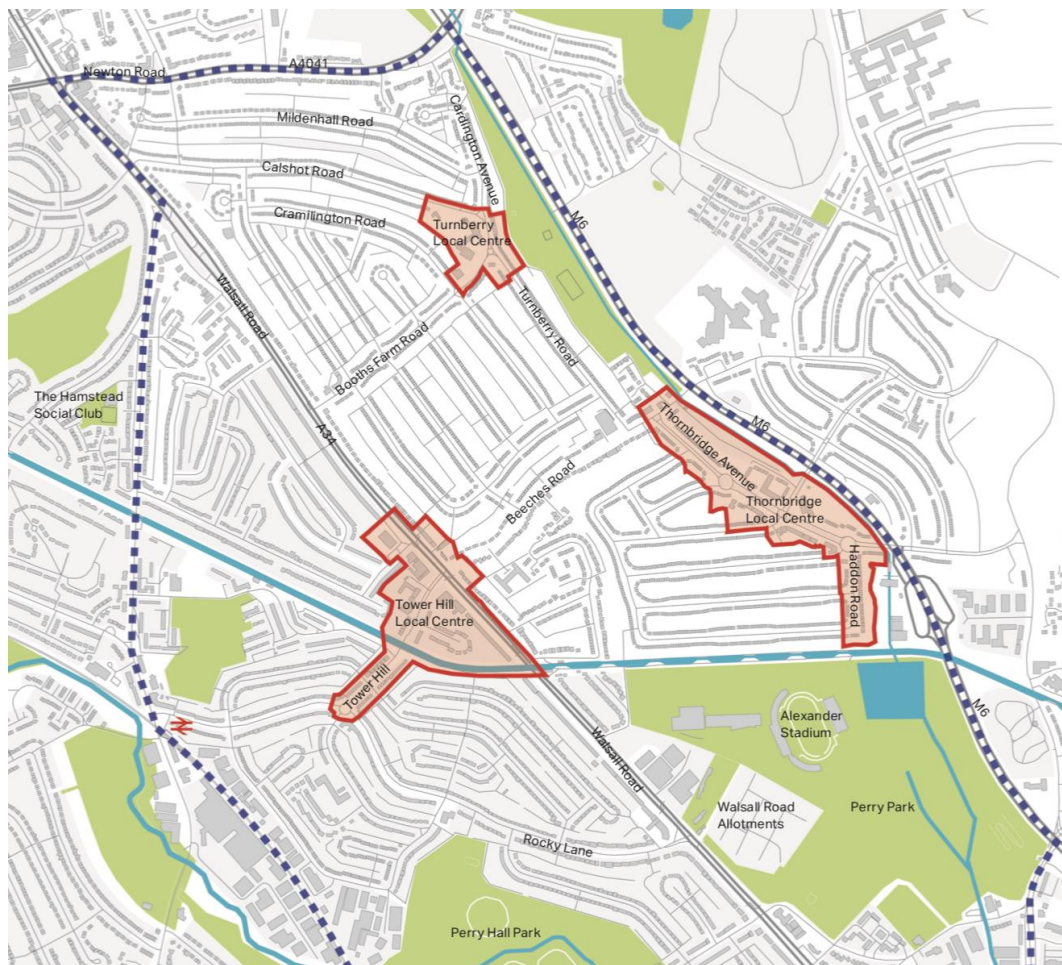 A4041
Newton Road
Mildenhall Road
Cardington Avenue
Calshot Road
Cramilington Road
Turnberry
Local Centre
M6
Walsall Road
Turnberry Road
Booths Farm Road
The Hamstead
Social Club
A34
Thornbridge Avenue
M6
Beeches Road
Thornbridge
Local Centre
Haddon Road
Tower Hill
Local Centre
Tower Hill
M6
Alexander
Stadium
Walsall Road
Walsall Road
Allotments
Perry Park
Rocky Lane
Perry Hall Park